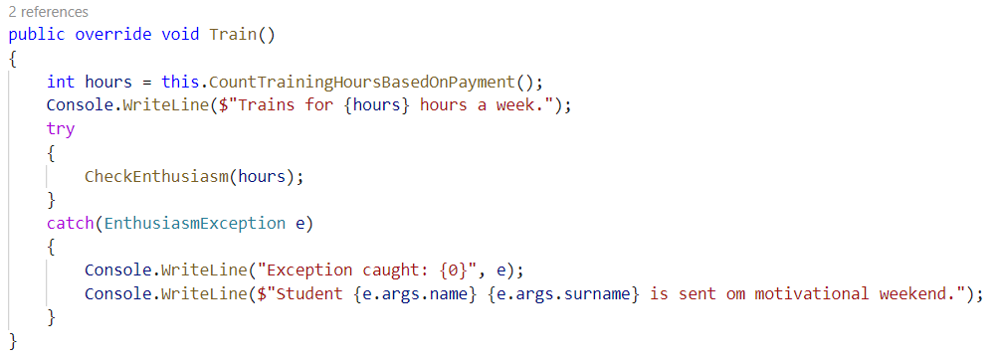 2 references
public override void Train()
{
    int hours = this.CountTrainingHoursBasedOnPayment();
    Console.WriteLine($"Trains for {hours} hours a week.");
    try
    {
        CheckEnthusiasm(hours);
    }
    catch(EnthusiasmException e)
    {
        Console.WriteLine("Exception caught: {0}", e);
        Console.WriteLine($"Student {e.args.name} {e.args.surname} is sent om motivational weekend.");
    }
}